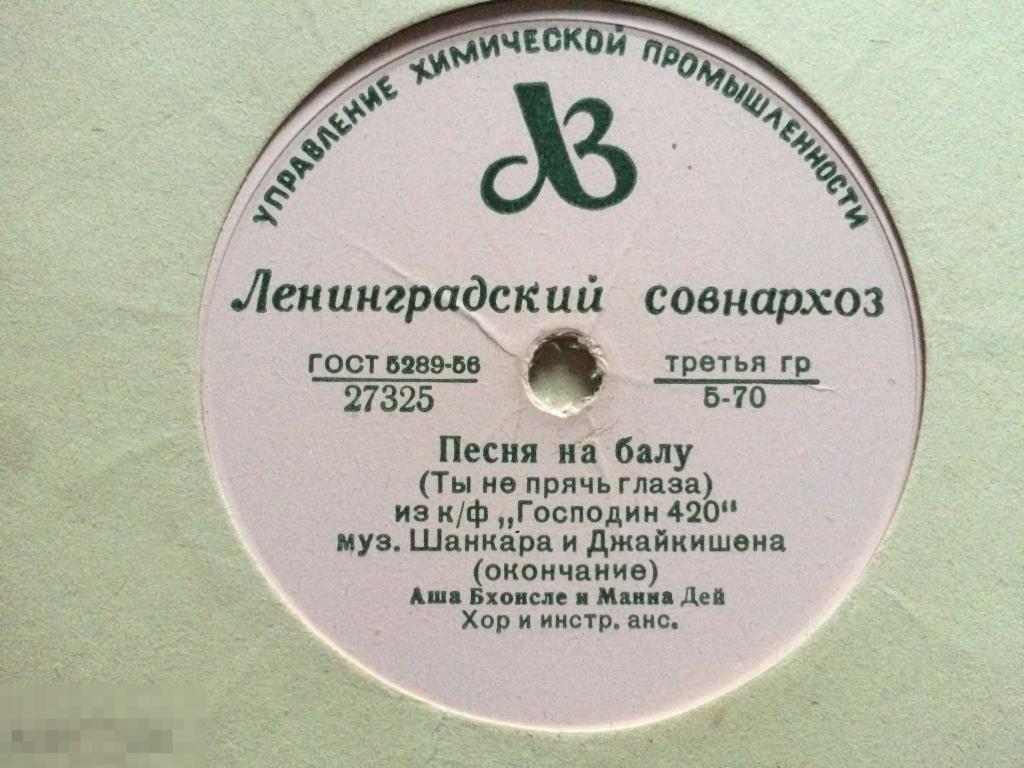 УПРАВЛЕНИЕ ХИМИЧЕСКОЙ ПРОМЫШЛЕННОСТИ
ЛЗ
Ленинградский совнархоз
ГОСТ 5289-56
27325
третья гр
5-70
Песня на балу
(Ты не прячь глаза)
из к/ф „Господин 420“
муз. Шанкара и Джайкишена
(окончание)
Аша Бхонсле и Манна Дей
Хор и инстр. анс.